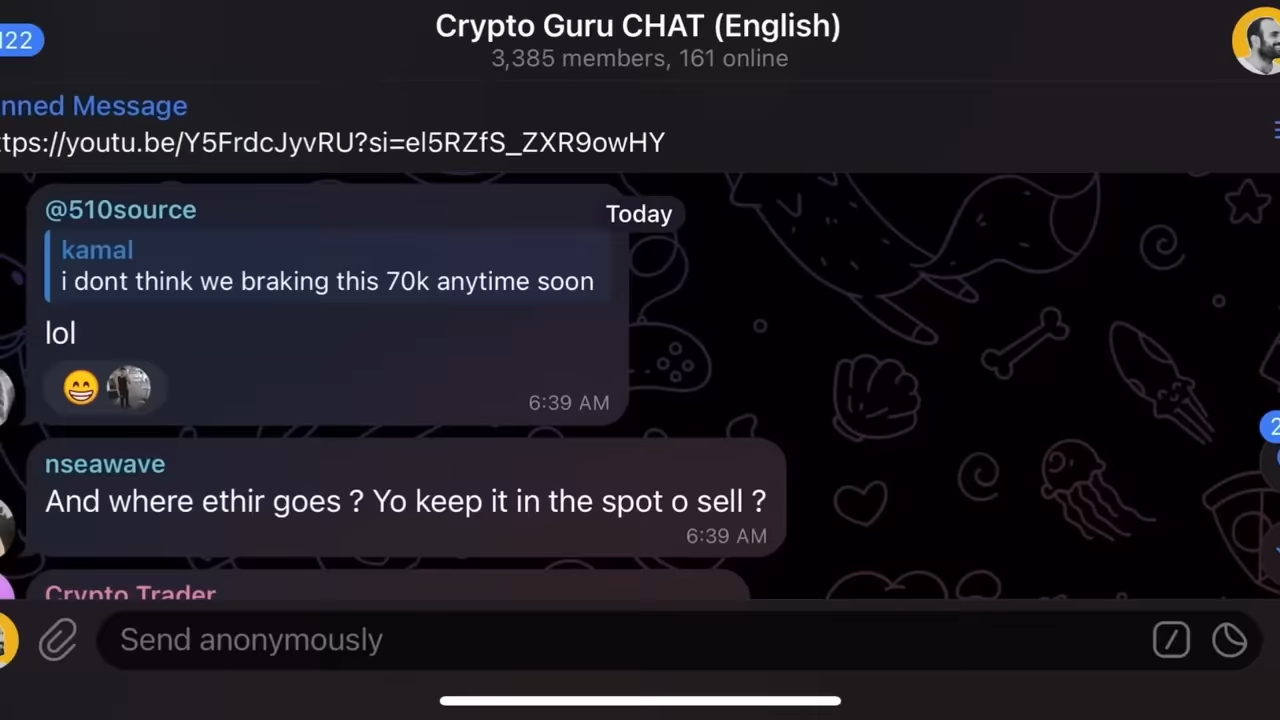 122
Crypto Guru CHAT (English)
3,385 members, 161 online
nned Message
ttps://youtu.be/Y5FrdcJyvRU?si=el5RZfS_ZXR9owHY
@510source
Today
kamal
i dont think we braking this 70k anytime soon
lol
6:39 AM
nseawave
And where ethir goes ? Yo keep it in the spot o sell ?
6:39 AM
Crypto Trader
Send anonymously